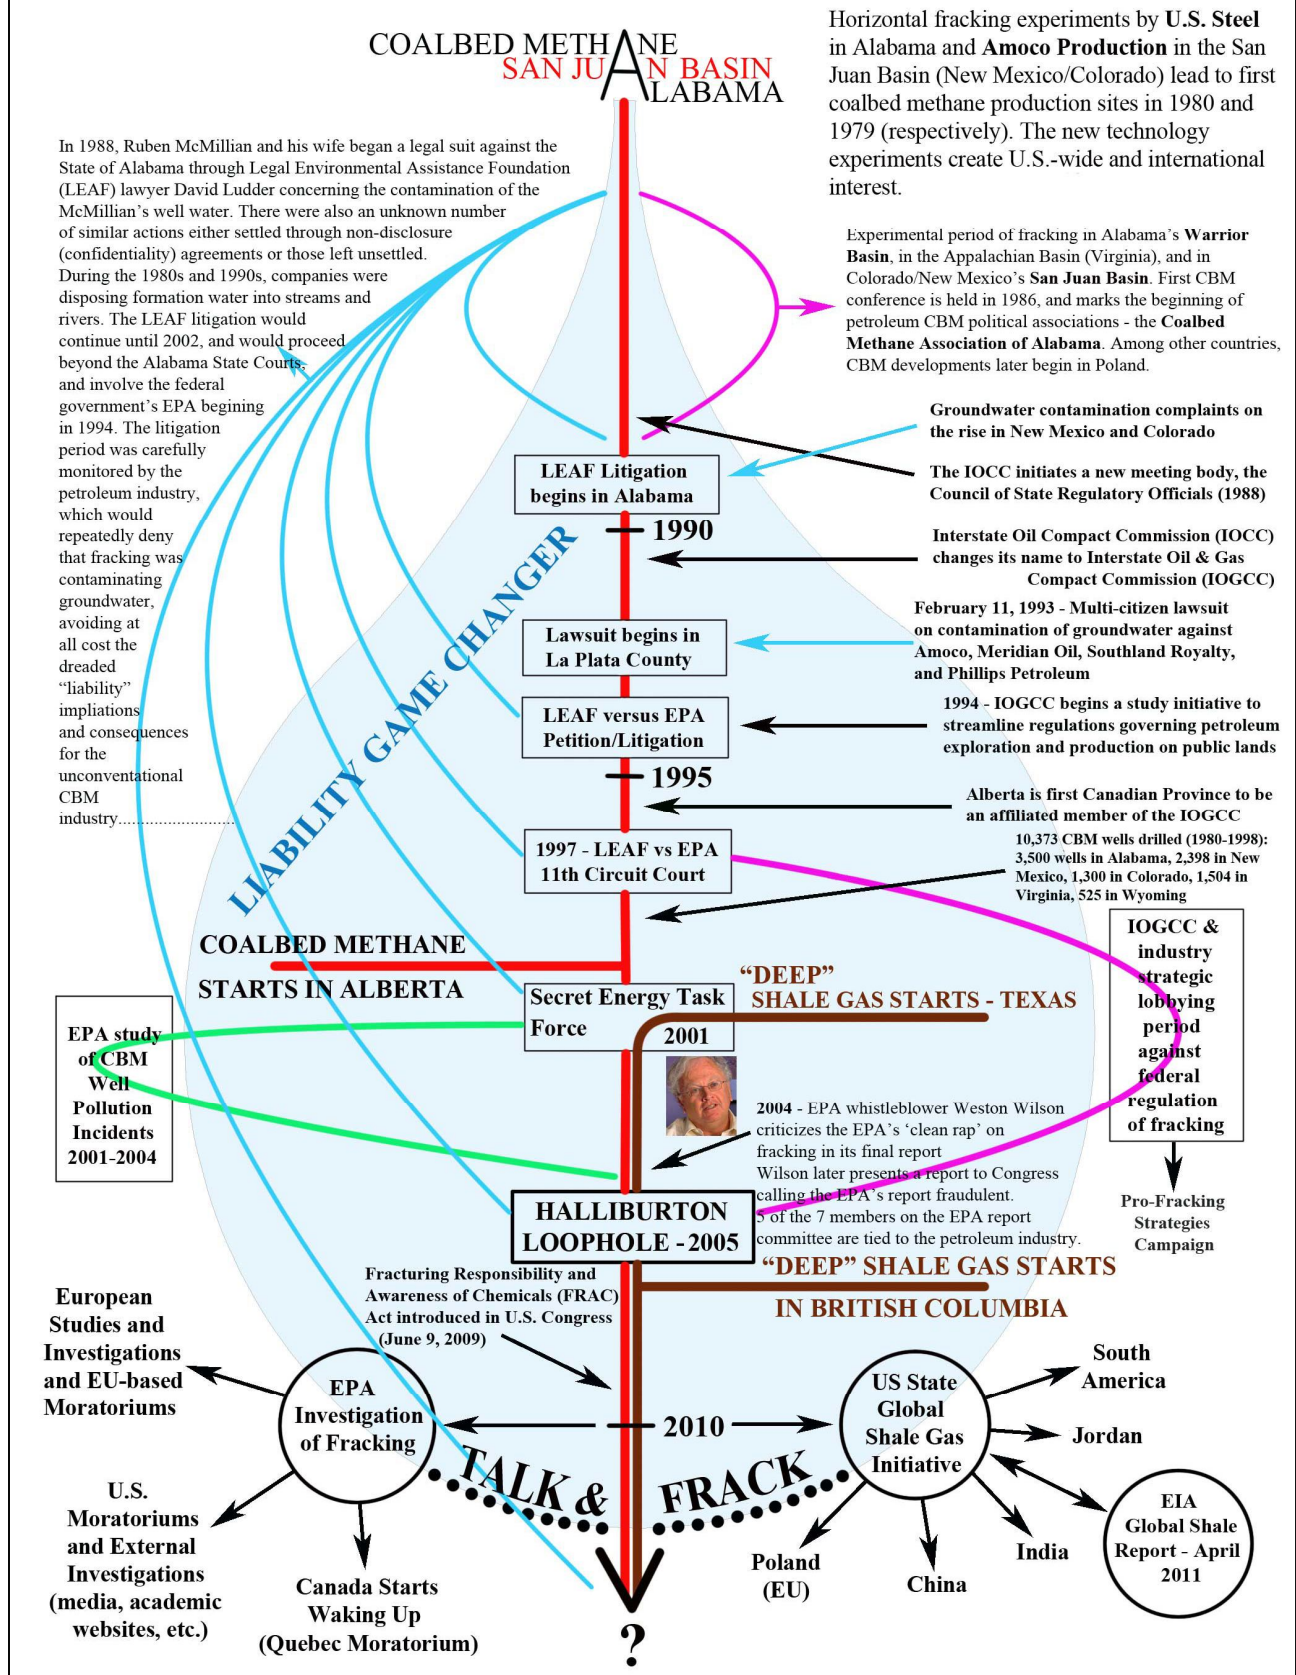 COALBED METHANE
SAN JUAN BASIN
ALABAMA
Horizontal fracking experiments by U.S. Steel
in Alabama and Amoco Production in the San
Juan Basin (New Mexico/Colorado) lead to first
coalbed methane production sites in 1980 and
1979 (respectively). The new technology
experiments create U.S.-wide and international
interest.
In 1988, Ruben McMillian and his wife began a legal suit against the
State of Alabama through Legal Environmental Assistance Foundation
(LEAF) lawyer David Ludder concerning the contamination of the
McMillian's well water. There were also an unknown number
of similar actions either settled through non-disclosure
(confidentiality) agreements or those left unsettled.
During the 1980s and 1990s, companies were
disposing formation water into streams and
rivers. The LEAF litigation would
continue until 2002, and would proceed
beyond the Alabama State Courts,
and involve the federal
government's EPA begining
in 1994. The litigation
period was carefully
monitored by the
petroleum industry,
which would
repeatedly deny
that fracking was
contaminating
groundwater,
avoiding at
all cost the
dreaded
“liability”
impliations
and consequences
for the
unconventional
CBM
industry..........................
Experimental period of fracking in Alabama's Warrior
Basin, in the Appalachian Basin (Virginia), and in
Colorado/New Mexico's San Juan Basin. First CBM
conference is held in 1986, and marks the beginning of
petroleum CBM political associations - the Coalbed
Methane Association of Alabama. Among other countries,
CBM developments later begin in Poland.
Groundwater contamination complaints on
the rise in New Mexico and Colorado
LEAF Litigation
begins in Alabama
The IOCC initiates a new meeting body, the
Council of State Regulatory Officials (1988)
1990
Interstate Oil Compact Commission (IOCC)
changes its name to Interstate Oil & Gas
Compact Commission (IOGCC)
LIABILITY GAME CHANGER
February 11, 1993 - Multi-citizen lawsuit
on contamination of groundwater against
Amoco, Meridian Oil, Southland Royalty,
and Phillips Petroleum
Lawsuit begins in
La Plata County
1994 - IOGCC begins a study initiative to
streamline regulations governing petroleum
exploration and production on public lands
LEAF versus EPA
Petition/Litigation
1995
Alberta is first Canadian Province to be
an affiliated member of the IOGCC
1997 - LEAF vs EPA
11th Circuit Court
10,373 CBM wells drilled (1980-1998):
3,500 wells in Alabama, 2,398 in New
Mexico, 1,300 in Colorado, 1,504 in
Virginia, 525 in Wyoming
IOGCC &
industry
strategic
lobbying
period
against
federal
regulation
of fracking
Pro-Fracking
Strategies
Campaign
COALBED METHANE
STARTS IN ALBERTA
“DEEP”
SHALE GAS STARTS - TEXAS
Secret Energy Task
Force
2001
EPA study
of CBM
Well
Pollution
Incidents
2001-2004
2004 - EPA whistleblower Weston Wilson
criticizes the EPA's ‘clean rap’ on
fracking in its final report
Wilson later presents a report to Congress
calling the EPA's report fraudulent.
5 of the 7 members on the EPA report
committee are tied to the petroleum industry.
HALLIBURTON
LOOPHOLE - 2005
“DEEP” SHALE GAS STARTS
IN BRITISH COLUMBIA
Fracturing Responsibility and
Awareness of Chemicals (FRAC)
Act introduced in U.S. Congress
(June 9, 2009)
European
Studies and
Investigations
and EU-based
Moratoriums
EPA
Investigation
of Fracking
2010
US State
Global
Shale Gas
Initiative
South
America
Jordan
TALK & FRACK
U.S.
Moratoriums
and External
Investigations
(media, academic
websites, etc.)
Canada Starts
Waking Up
(Quebec Moratorium)
Poland
(EU)
China
India
EIA
Global Shale
Report - April
2011
?